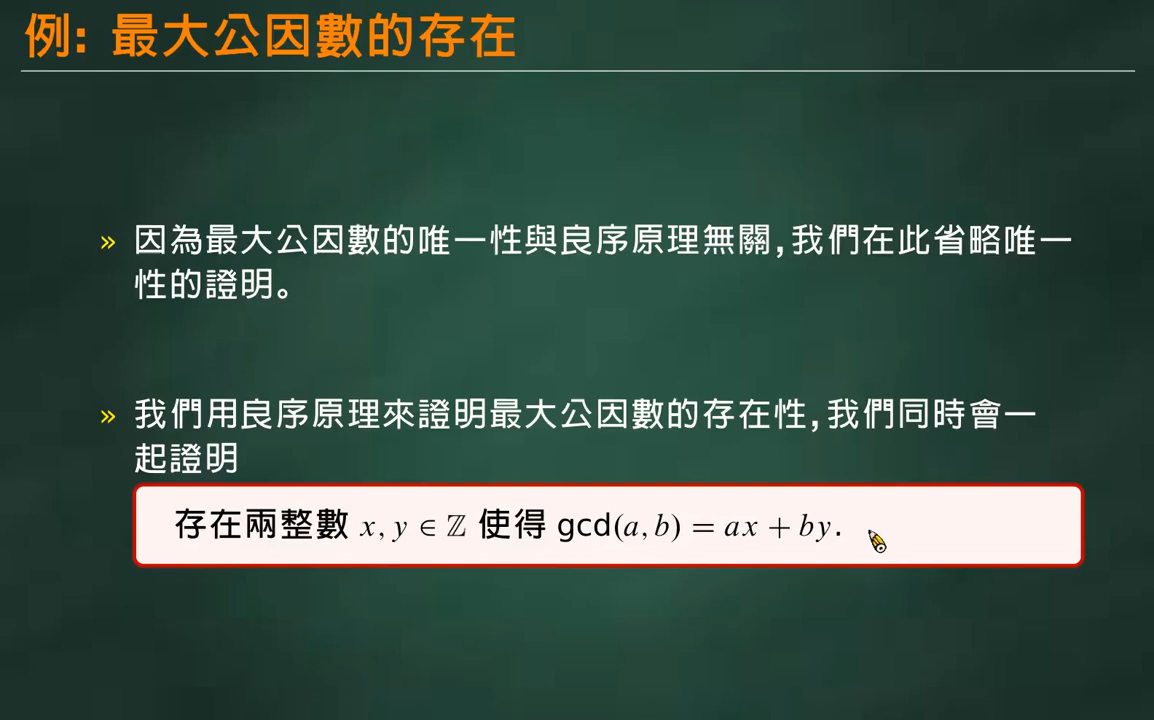 例: 最大公因數的存在
» 因為最大公因數的唯一性與良序原理無關,我們在此省略唯一
性的證明。
» 我們用良序原理來證明最大公因數的存在性,我們同時會一
起證明
存在兩整數 x, y ∈ ℤ 使得 gcd(a, b) = ax + by.